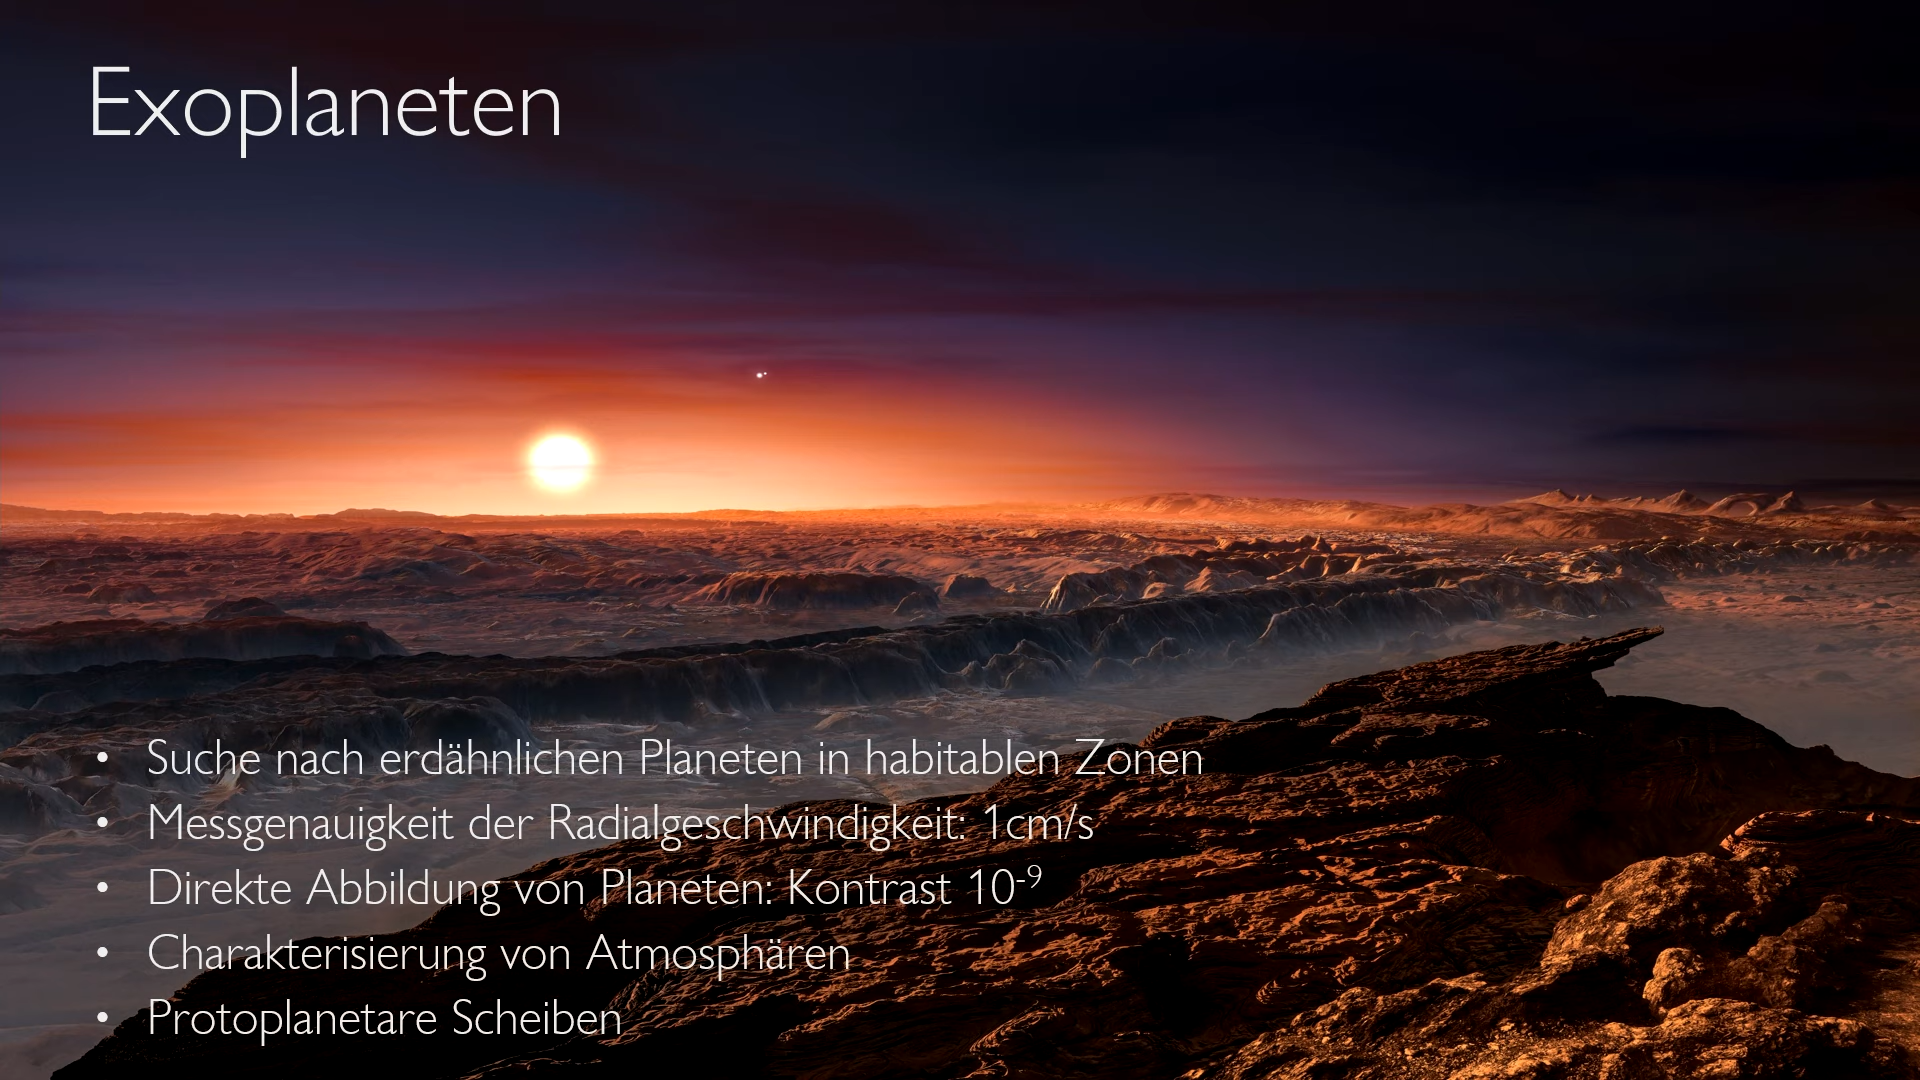 Exoplaneten
• Suche nach erdähnlichen Planeten in habitablen Zonen
• Messgenauigkeit der Radialgeschwindigkeit: 1cm/s
• Direkte Abbildung von Planeten: Kontrast 10⁻⁹
• Charakterisierung von Atmosphären
• Protoplanetare Scheiben